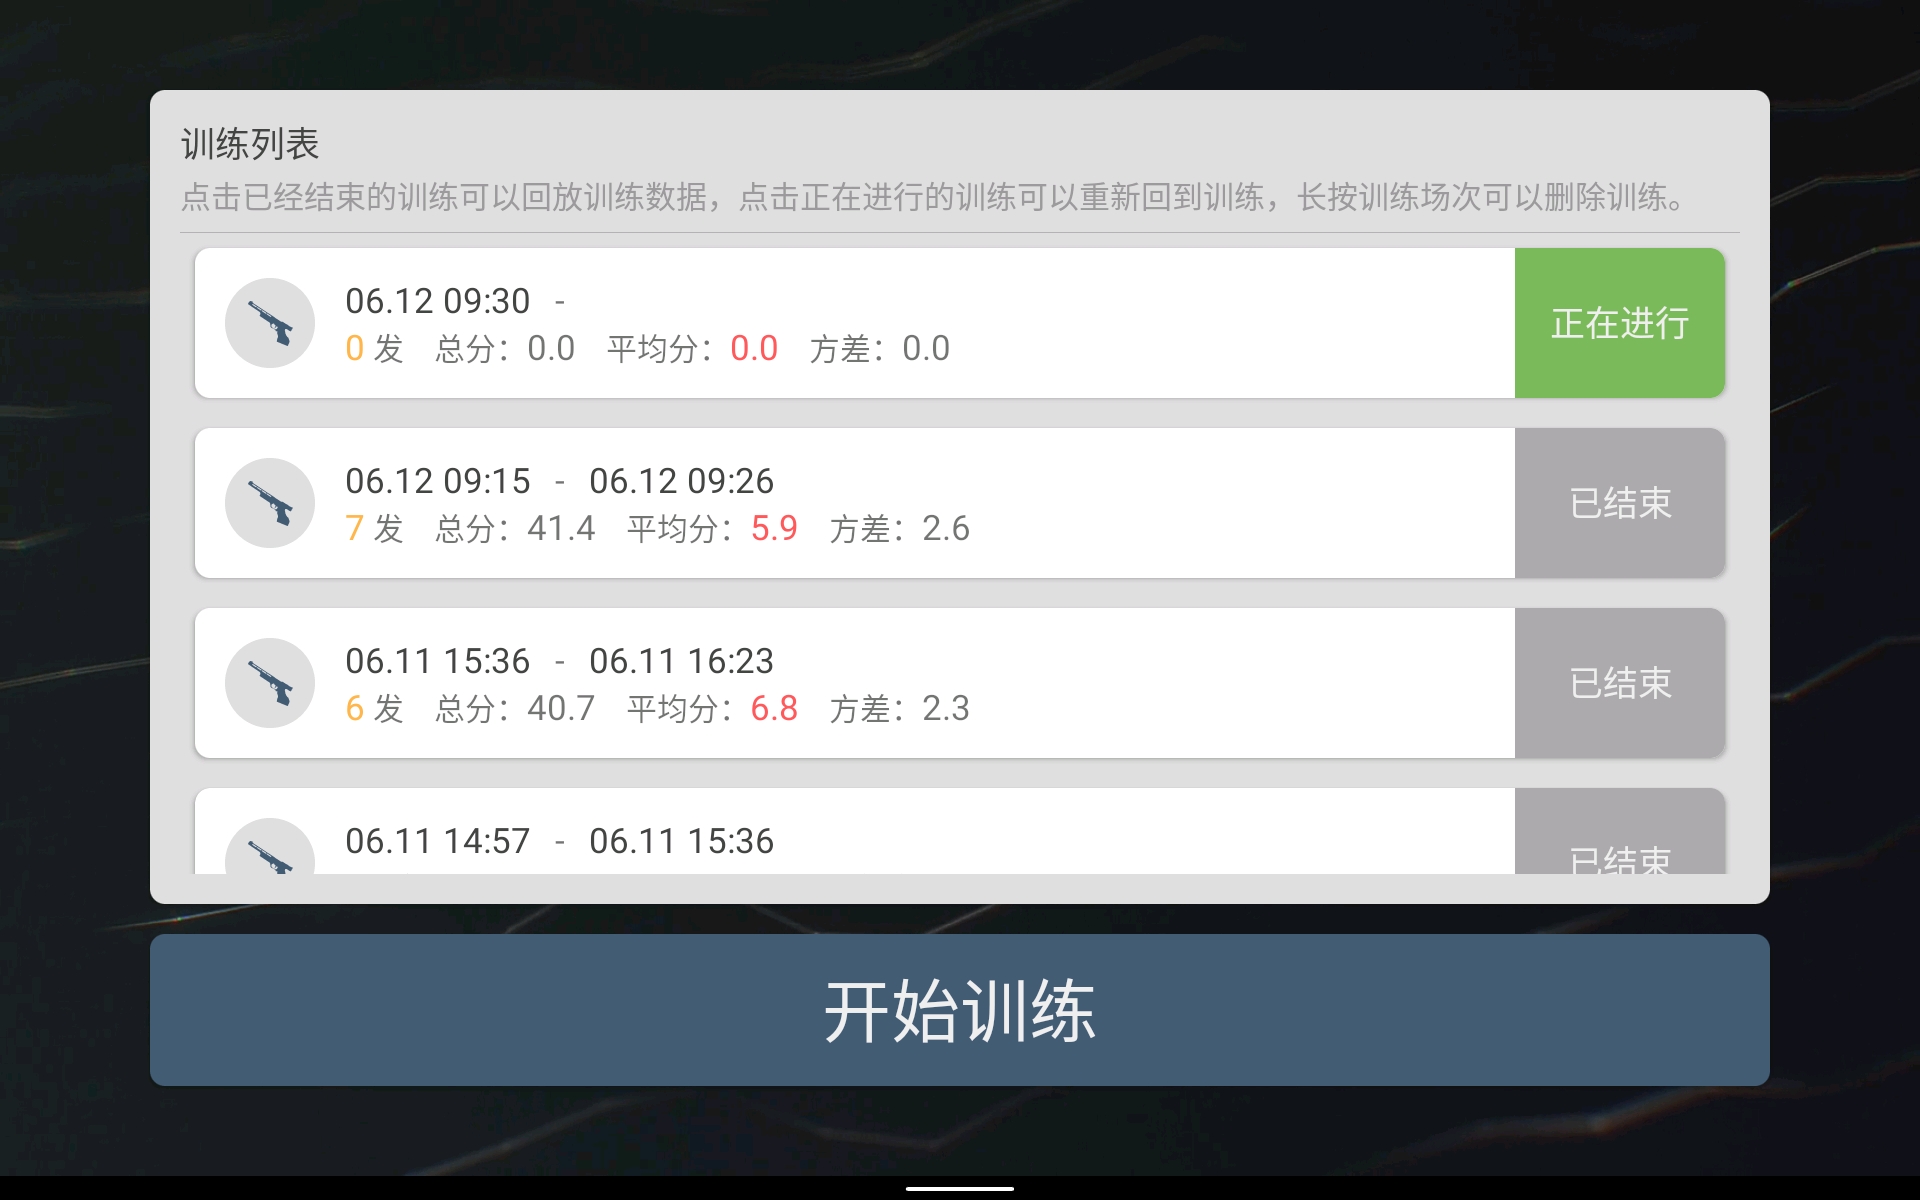 训练列表
点击已经结束的训练可以回放训练数据，点击正在进行的训练可以重新回到训练，长按训练场次可以删除训练。
06.12 09:30 -
0 发 总分：0.0 平均分：0.0 方差：0.0
正在进行
06.12 09:15 - 06.12 09:26
7 发 总分：41.4 平均分：5.9 方差：2.6
已结束
06.11 15:36 - 06.11 16:23
6 发 总分：40.7 平均分：6.8 方差：2.3
已结束
06.11 14:57 - 06.11 15:36
已结束
开始训练